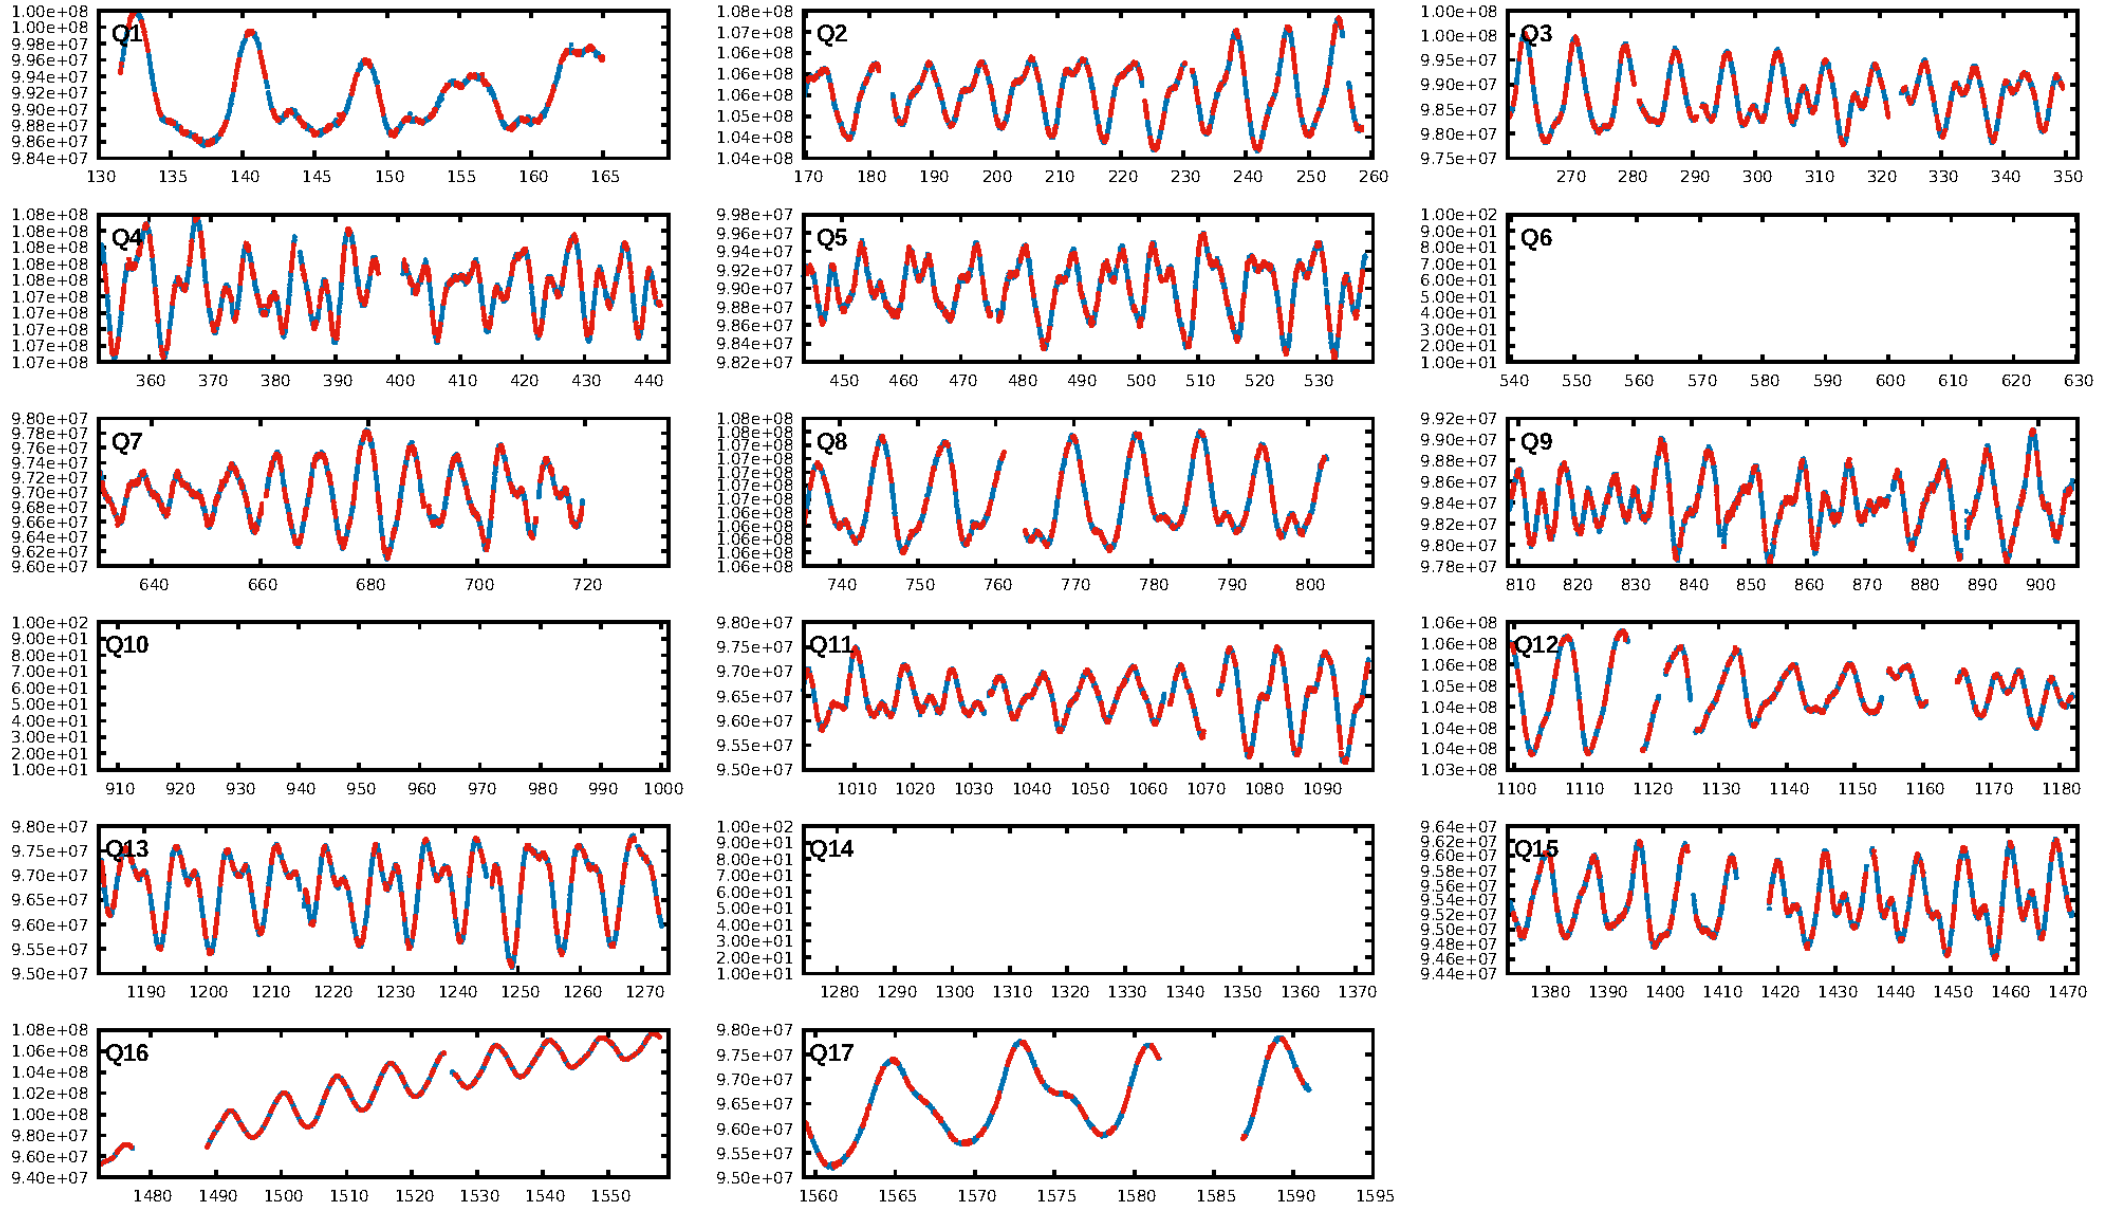 Q1
1.00e+08
1.00e+08
9.98e+07
9.96e+07
9.94e+07
9.92e+07
9.90e+07
9.88e+07
9.86e+07
9.84e+07
130 135 140 145 150 155 160 165
Q2
1.08e+08
1.07e+08
1.06e+08
1.06e+08
1.06e+08
1.05e+08
1.04e+08
1.04e+08
170 180 190 200 210 220 230 240 250 260
Q3
1.00e+08
1.00e+08
9.95e+07
9.90e+07
9.85e+07
9.80e+07
9.75e+07
270 280 290 300 310 320 330 340 350
Q4
1.08e+08
1.08e+08
1.08e+08
1.08e+08
1.08e+08
1.07e+08
1.07e+08
1.07e+08
1.07e+08
1.07e+08
360 370 380 390 400 410 420 430 440
Q5
9.98e+07
9.96e+07
9.94e+07
9.92e+07
9.90e+07
9.88e+07
9.86e+07
9.84e+07
9.82e+07
450 460 470 480 490 500 510 520 530
Q6
1.00e+02
9.00e+01
8.00e+01
7.00e+01
6.00e+01
5.00e+01
4.00e+01
3.00e+01
2.00e+01
1.00e+01
540 550 560 570 580 590 600 610 620 630
Q7
9.80e+07
9.78e+07
9.76e+07
9.74e+07
9.72e+07
9.70e+07
9.68e+07
9.66e+07
9.64e+07
9.62e+07
9.60e+07
640 660 680 700 720
Q8
1.08e+08
1.08e+08
1.07e+08
1.07e+08
1.07e+08
1.07e+08
1.07e+08
1.06e+08
1.06e+08
1.06e+08
1.06e+08
1.06e+08
740 750 760 770 780 790 800
Q9
9.92e+07
9.90e+07
9.88e+07
9.86e+07
9.84e+07
9.82e+07
9.80e+07
9.78e+07
810 820 830 840 850 860 870 880 890 900
Q10
1.00e+02
9.00e+01
8.00e+01
7.00e+01
6.00e+01
5.00e+01
4.00e+01
3.00e+01
2.00e+01
1.00e+01
910 920 930 940 950 960 970 980 990 1000
Q11
9.80e+07
9.75e+07
9.70e+07
9.65e+07
9.60e+07
9.55e+07
9.50e+07
1010 1020 1030 1040 1050 1060 1070 1080 1090
Q12
1.06e+08
1.06e+08
1.06e+08
1.05e+08
1.04e+08
1.04e+08
1.03e+08
1100 1110 1120 1130 1140 1150 1160 1170 1180
Q13
9.80e+07
9.75e+07
9.70e+07
9.65e+07
9.60e+07
9.55e+07
9.50e+07
1190 1200 1210 1220 1230 1240 1250 1260 1270
Q14
1.00e+02
9.00e+01
8.00e+01
7.00e+01
6.00e+01
5.00e+01
4.00e+01
3.00e+01
2.00e+01
1.00e+01
1280 1290 1300 1310 1320 1330 1340 1350 1360 1370
Q15
9.64e+07
9.62e+07
9.60e+07
9.58e+07
9.56e+07
9.54e+07
9.52e+07
9.50e+07
9.48e+07
9.46e+07
9.44e+07
1380 1390 1400 1410 1420 1430 1440 1450 1460 1470
Q16
1.08e+08
1.06e+08
1.04e+08
1.02e+08
1.00e+08
9.80e+07
9.60e+07
9.40e+07
1480 1490 1500 1510 1520 1530 1540 1550
Q17
9.80e+07
9.75e+07
9.70e+07
9.65e+07
9.60e+07
9.55e+07
9.50e+07
1560 1565 1570 1575 1580 1585 1590 1595